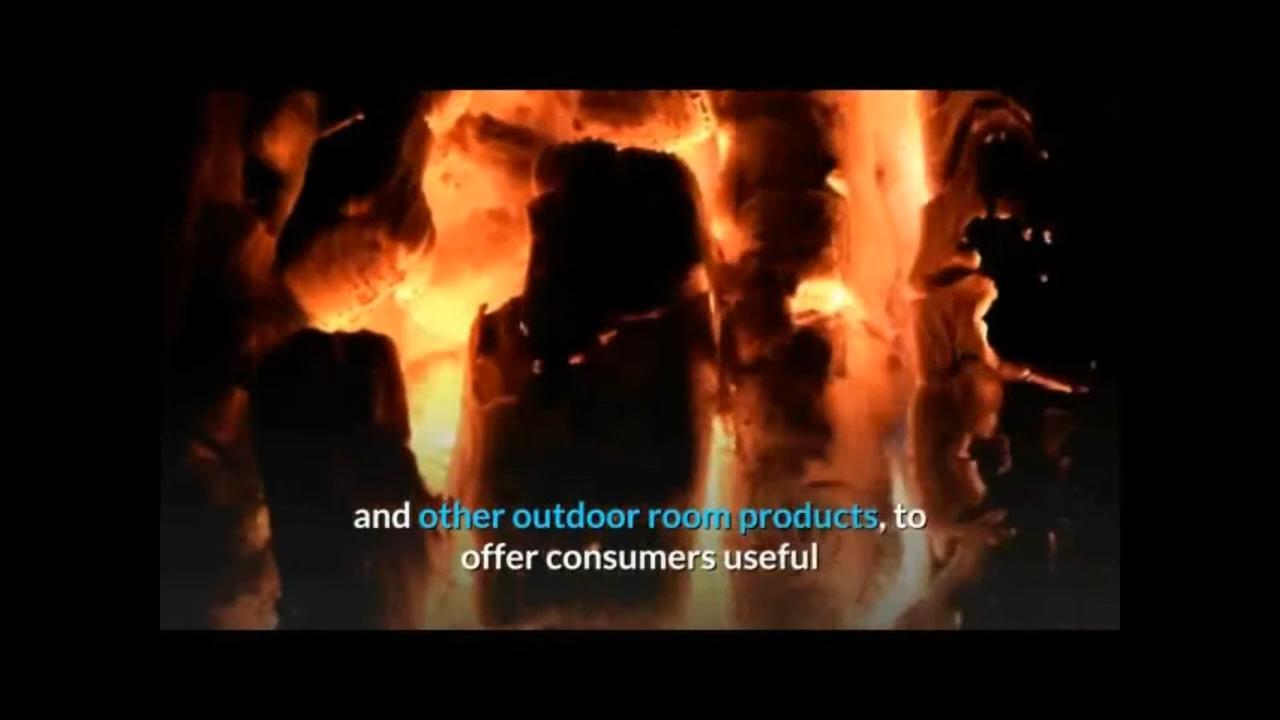 and other outdoor room products, to
offer consumers useful